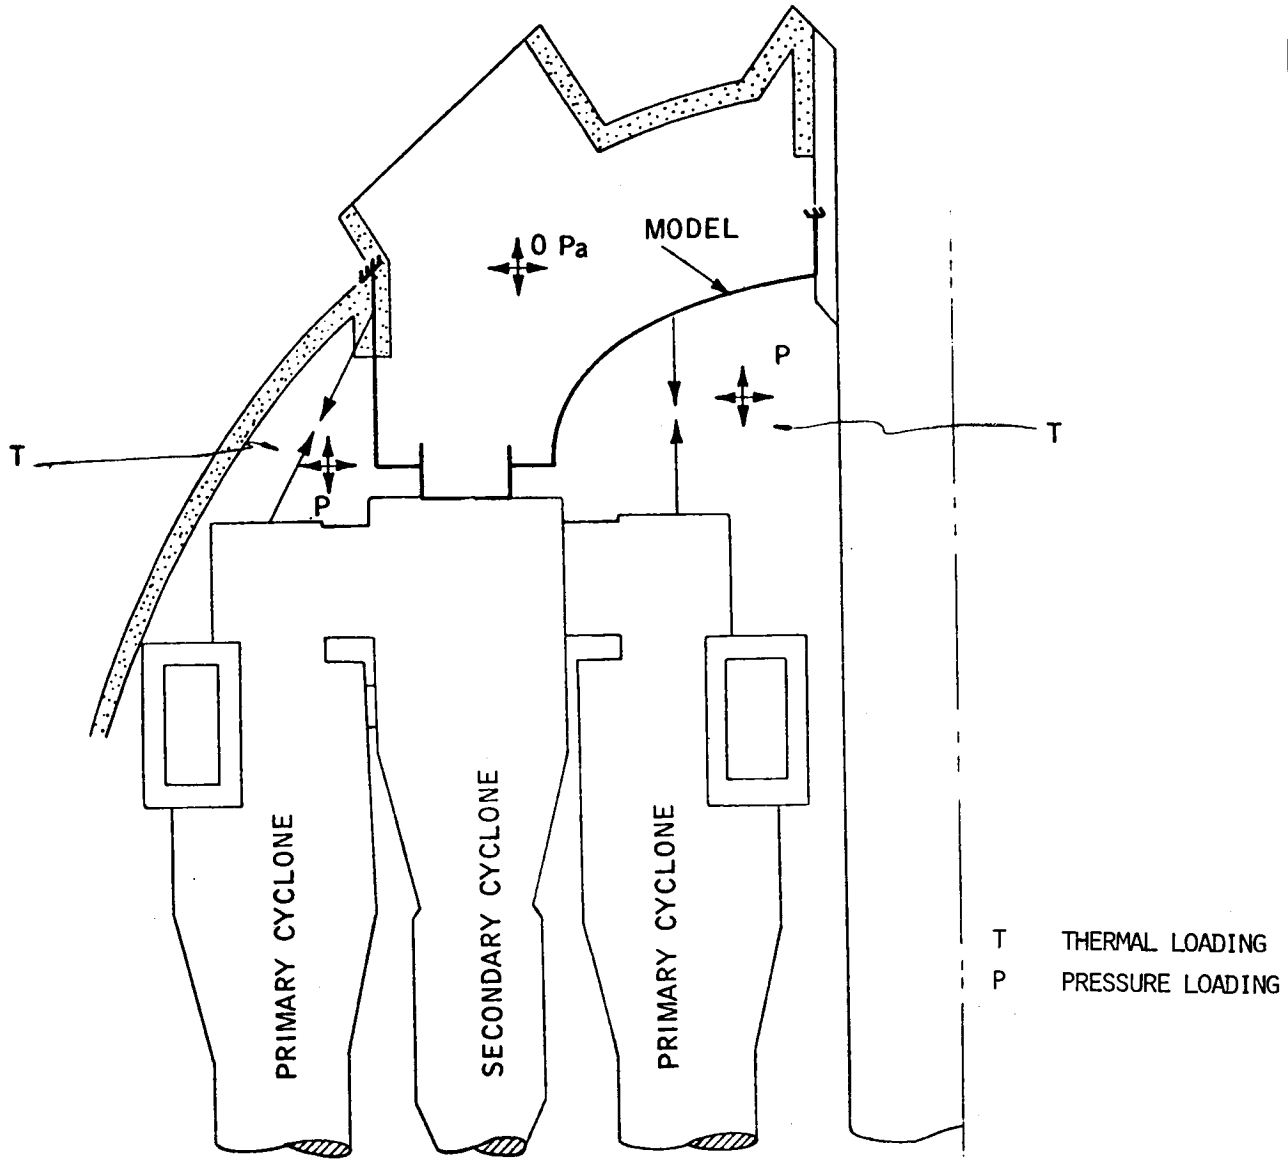 0 Pa
MODEL
P
T
T
P
PRIMARY CYCLONE
SECONDARY CYCLONE
PRIMARY CYCLONE
T THERMAL LOADING
P PRESSURE LOADING